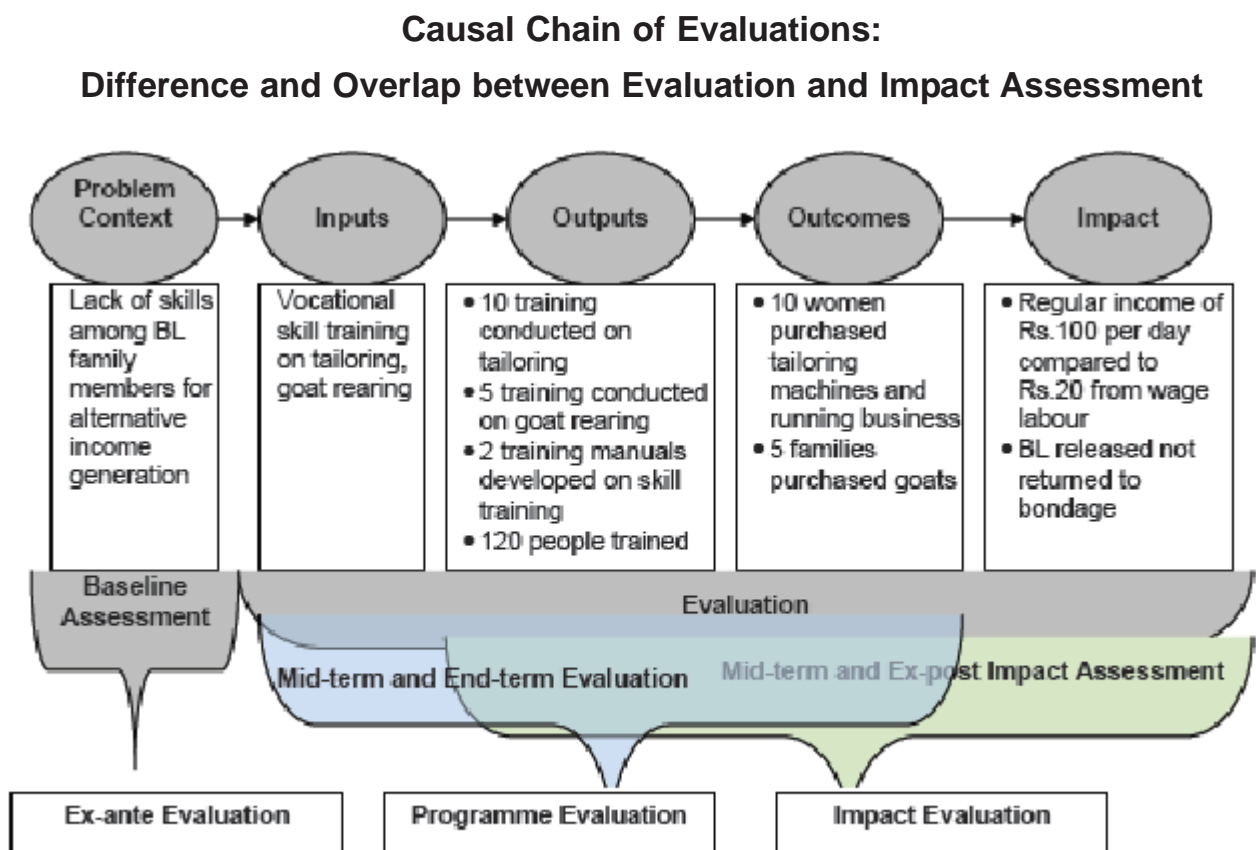 Causal Chain of Evaluations:
Difference and Overlap between Evaluation and Impact Assessment
Problem
Context
Inputs
Outputs
Outcomes
Impact
Lack of skills
among BL
family
members for
alternative
income
generation
Vocational
skill training
on tailoring,
goat rearing
• 10 training
conducted on
tailoring
• 5 training conducted
on goat rearing
• 2 training manuals
developed on skill
training
• 120 people trained
• 10 women
purchased
tailoring
machines and
running business
• 5 families
purchased goats
• Regular income of
Rs.100 per day
compared to
Rs.20 from wage
labour
• BL released not
returned to
bondage
Baseline
Assessment
Evaluation
Mid-term and End-term Evaluation
Mid-term and Ex-post Impact Assessment
Ex-ante Evaluation
Programme Evaluation
Impact Evaluation